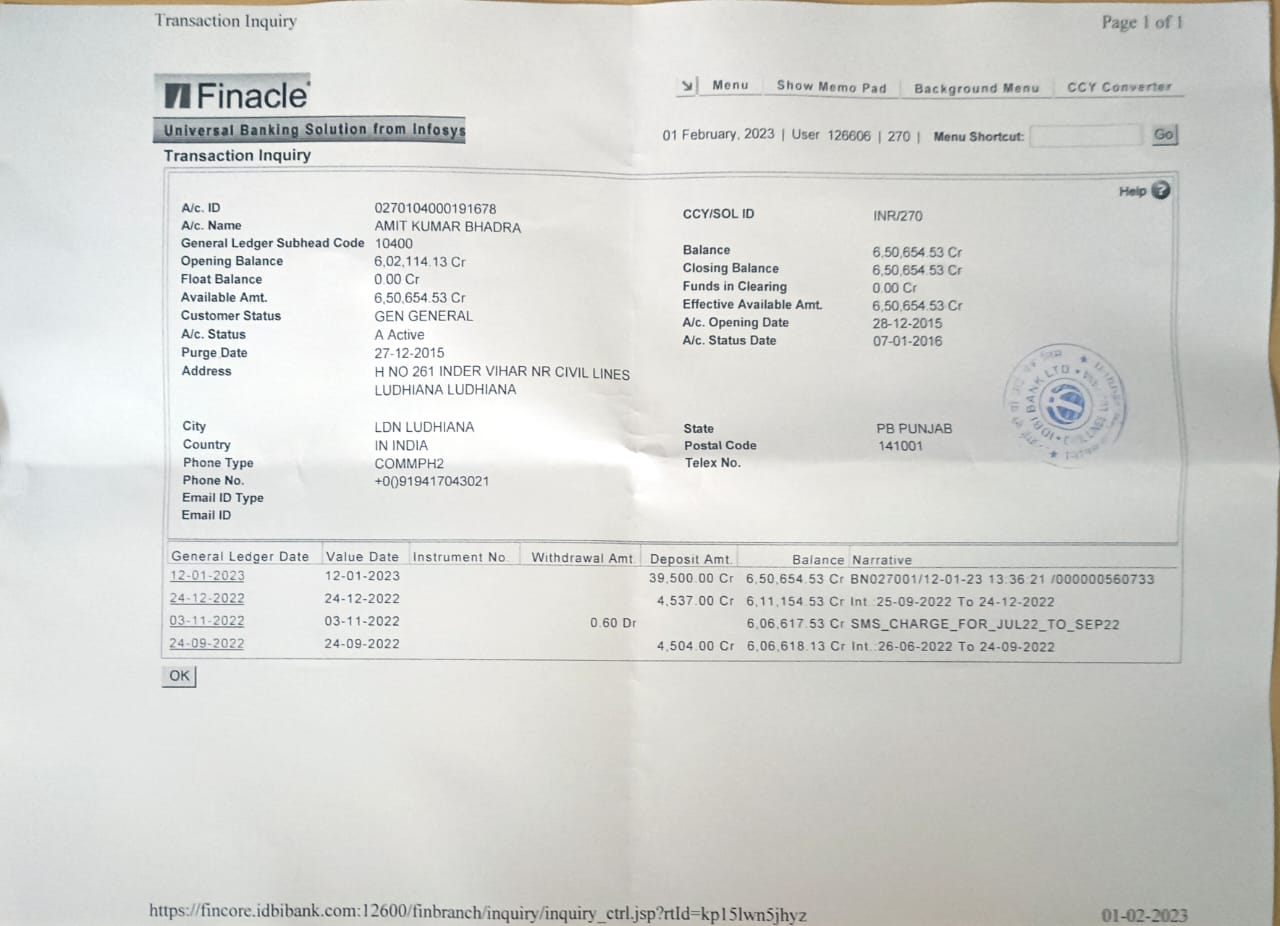 Transaction Inquiry Page 1 of 1
Finacle
Menu Show Memo Pad Background Menu CCY Converter
Universal Banking Solution from Infosys
01 February, 2023 | User 126606 | 270 | Menu Shortcut: Go
Transaction Inquiry
Help ?
A/c. ID 0270104000191678 CCY/SOL ID INR/270
A/c. Name AMIT KUMAR BHADRA
General Ledger Subhead Code 10400 Balance 6,50,654.53 Cr
Opening Balance 6,02,114.13 Cr Closing Balance 6,50,654.53 Cr
Float Balance 0.00 Cr Funds in Clearing 0.00 Cr
Available Amt. 6,50,654.53 Cr Effective Available Amt. 6,50,654.53 Cr
Customer Status GEN GENERAL A/c. Opening Date 28-12-2015
A/c. Status A Active A/c. Status Date 07-01-2016
Purge Date 27-12-2015
Address H NO 261 INDER VIHAR NR CIVIL LINES
LUDHIANA LUDHIANA
IDBI BANK LTD
City LDN LUDHIANA State PB PUNJAB
Country IN INDIA Postal Code 141001
Phone Type COMMPH2 Telex No.
Phone No. +0()919417043021
Email ID Type
Email ID
General Ledger Date Value Date Instrument No. Withdrawal Amt Deposit Amt. Balance Narrative
12-01-2023 12-01-2023 39,500.00 Cr 6,50,654.53 Cr BN027001/12-01-23 13:36 21 /000000560733
24-12-2022 24-12-2022 4,537.00 Cr 6,11,154.53 Cr Int.:25-09-2022 To 24-12-2022
03-11-2022 03-11-2022 0.60 Dr 6,06,617.53 Cr SMS_CHARGE_FOR_JUL22_TO_SEP22
24-09-2022 24-09-2022 4,504.00 Cr 6,06,618.13 Cr Int.:26-06-2022 To 24-09-2022
OK
https://fincore.idbibank.com:12600/finbranch/inquiry/inquiry_ctrl.jsp?rtId=kp15lwn5jhyz 01-02-2023